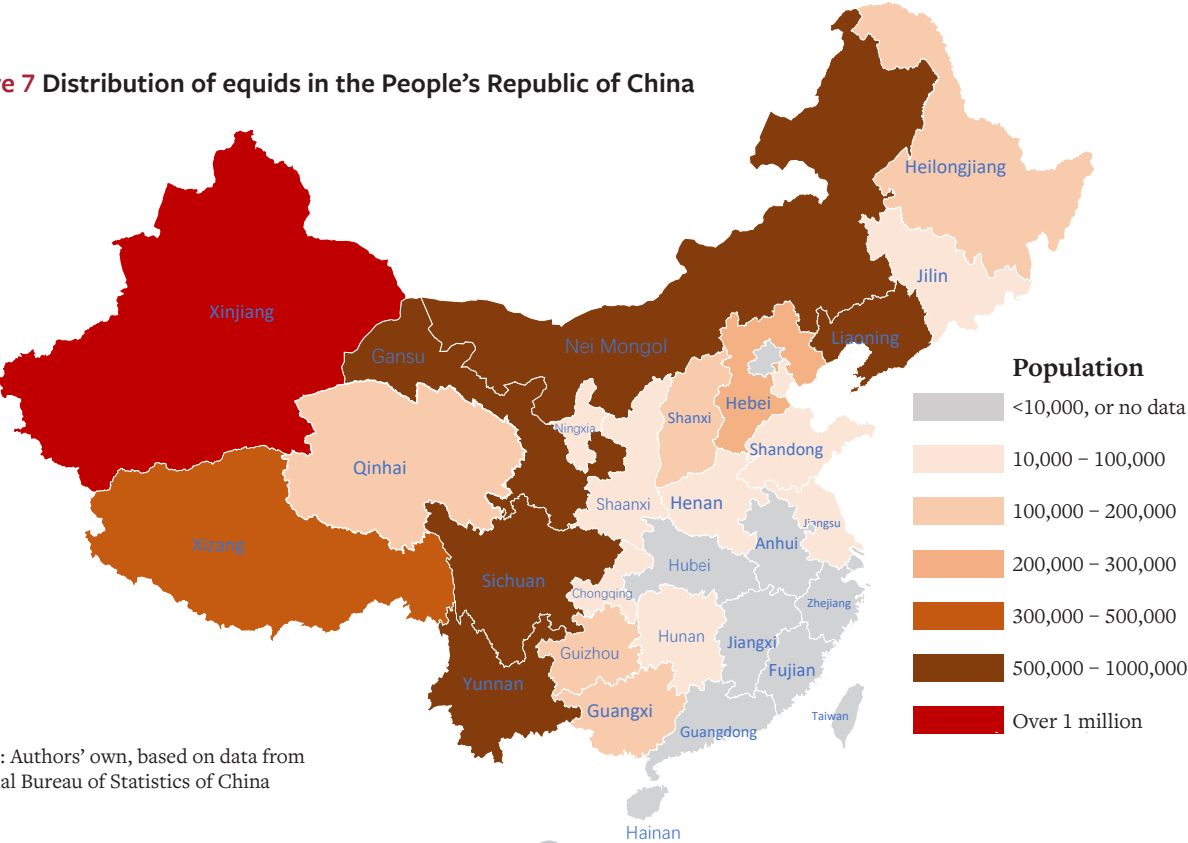 e 7 Distribution of equids in the People's Republic of China
Heilongjiang
Jilin
Xinjiang
Liaoning
Nei Mongol
Gansu
Hebei
Shanxi
Ningxia
Shandong
Qinhai
Shaanxi
Henan
Jiangsu
Xizang
Anhui
Hubei
Sichuan
Chongqing
Zhejiang
Hunan
Jiangxi
Guizhou
Fujian
Yunnan
Guangxi
Taiwan
Guangdong
Hainan
Population
<10,000, or no data
10,000 – 100,000
100,000 – 200,000
200,000 – 300,000
300,000 – 500,000
500,000 – 1000,000
Over 1 million
: Authors' own, based on data from
al Bureau of Statistics of China